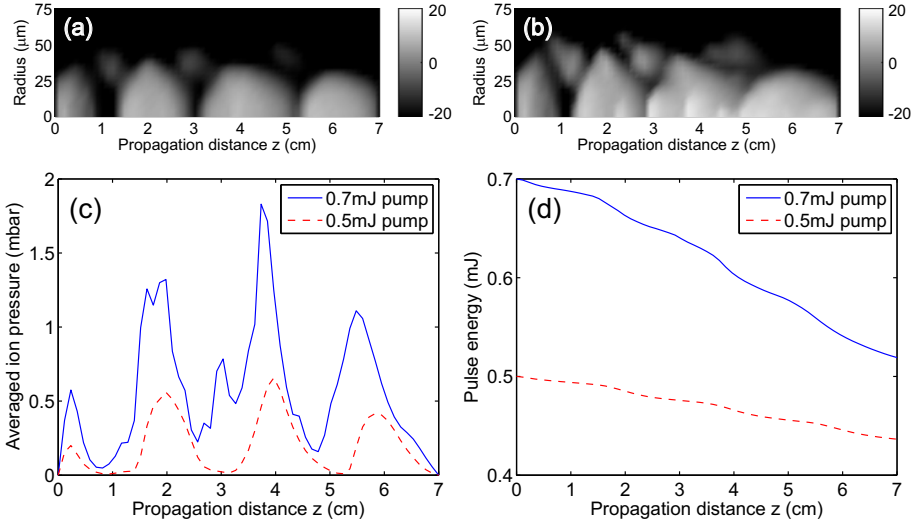 (a)
75
50
25
0
Radius (μm)
0 1 2 3 4 5 6 7
Propagation distance z (cm)
20
0
-20
(b)
75
50
25
0
Radius (μm)
0 1 2 3 4 5 6 7
Propagation distance z (cm)
20
0
-20
(c)
0.7mJ pump
0.5mJ pump
2
1.5
1
0.5
0
Averaged ion pressure (mbar)
0 1 2 3 4 5 6 7
Propagation distance z (cm)
(d)
0.7mJ pump
0.5mJ pump
0.7
0.6
0.5
0.4
Pulse energy (mJ)
0 1 2 3 4 5 6 7
Propagation distance z (cm)